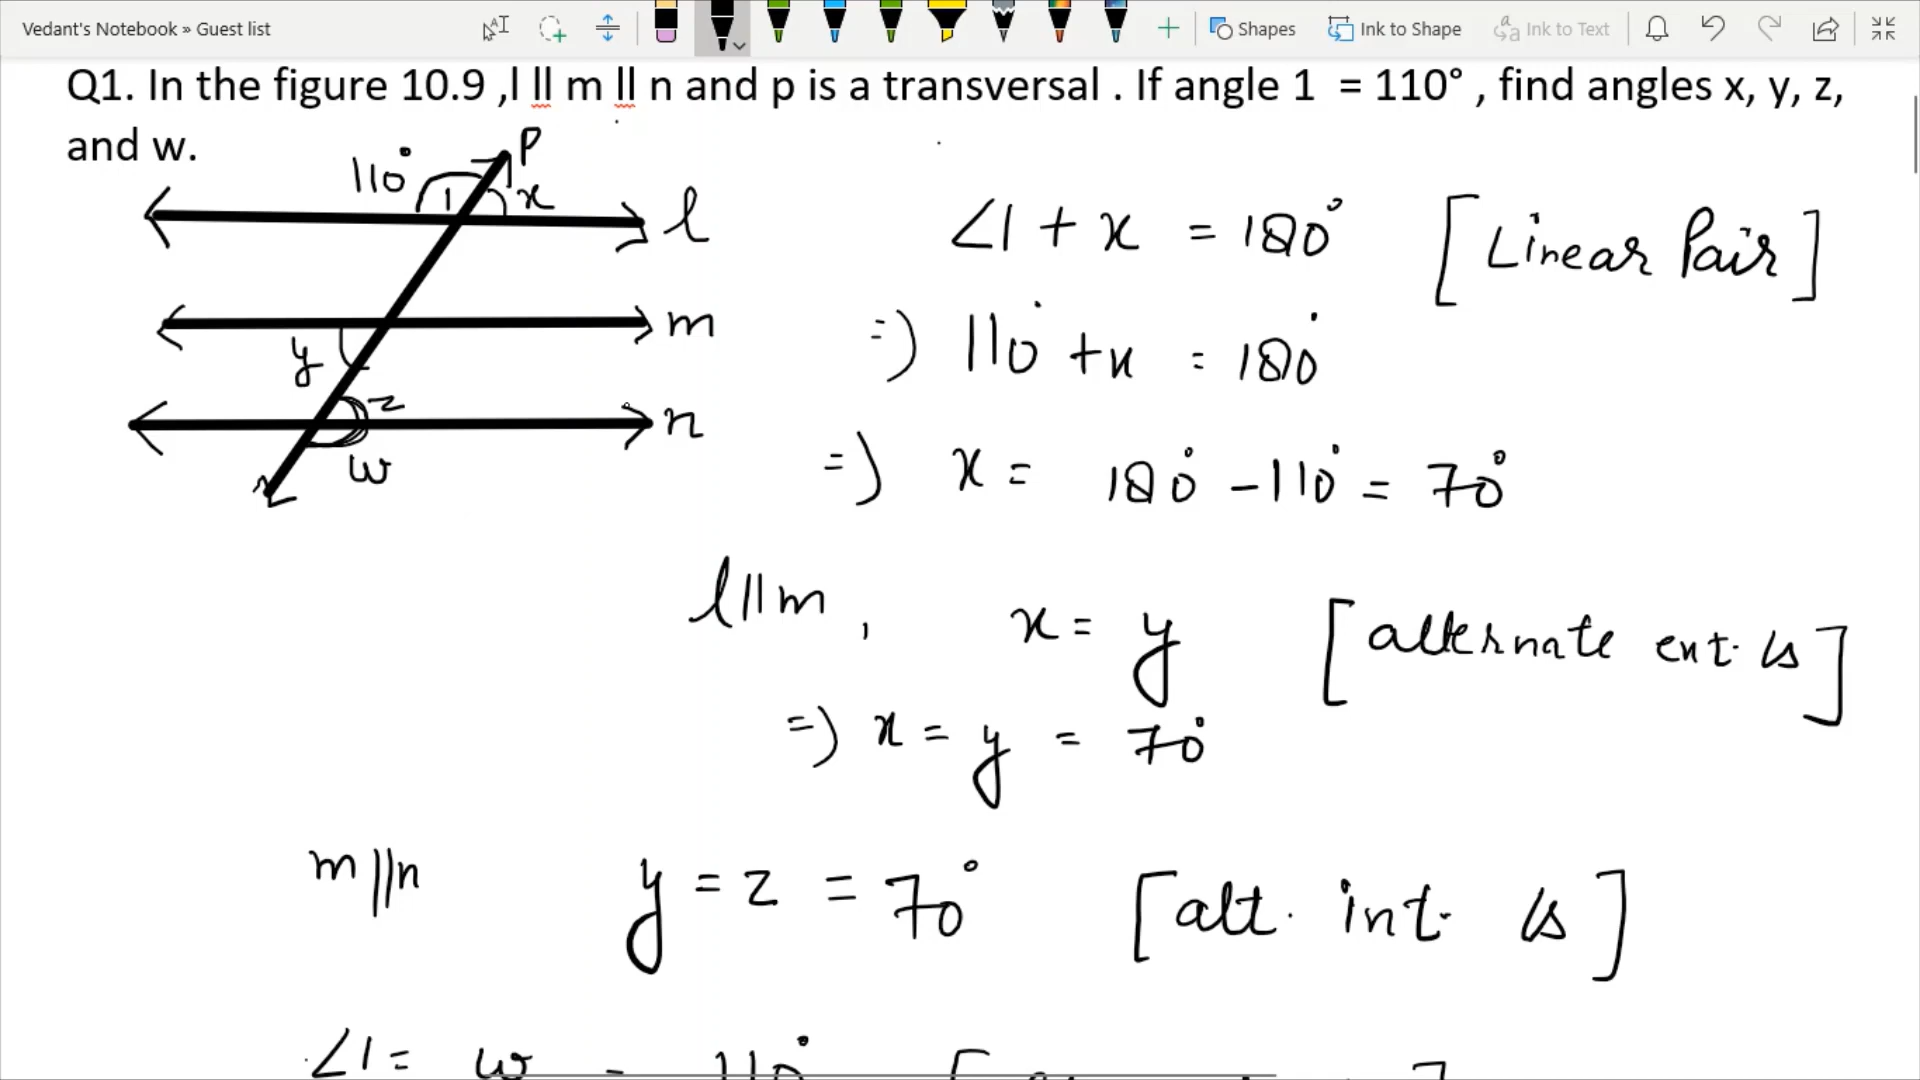 Vedant's Notebook » Guest list
Shapes
Ink to Shape
Ink to Text
Q1. In the figure 10.9 ,l ll m ll n and p is a transversal . If angle 1 = 110° , find angles x, y, z,
and w.
P
110°
1
x
l
m
y
z
n
w
∠1 + x = 180° [Linear Pair]
=) 110° + x = 180°
=) x = 180° - 110° = 70°
l||m, x = y [alternate ext. ∠s]
=) x = y = 70°
m||n y = z = 70° [alt. int. ∠s]
∠1 = w = 110° [